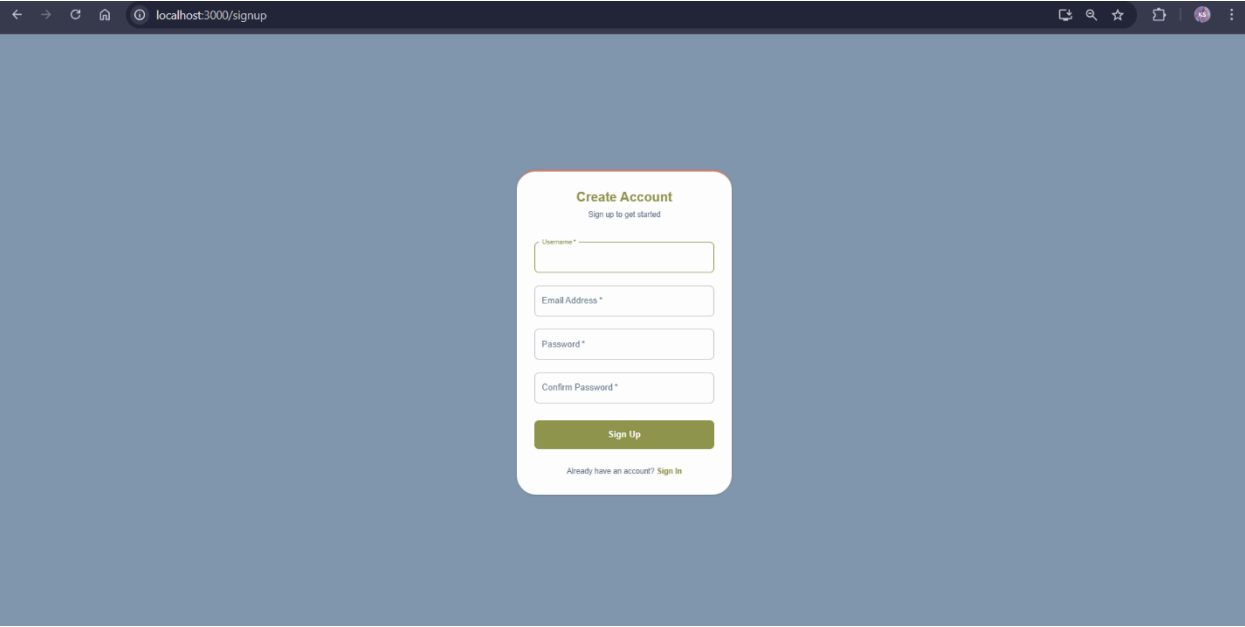 localhost:3000/signup
Create Account
Sign up to get started
Username *
Email Address *
Password *
Confirm Password *
Sign Up
Already have an account? Sign In